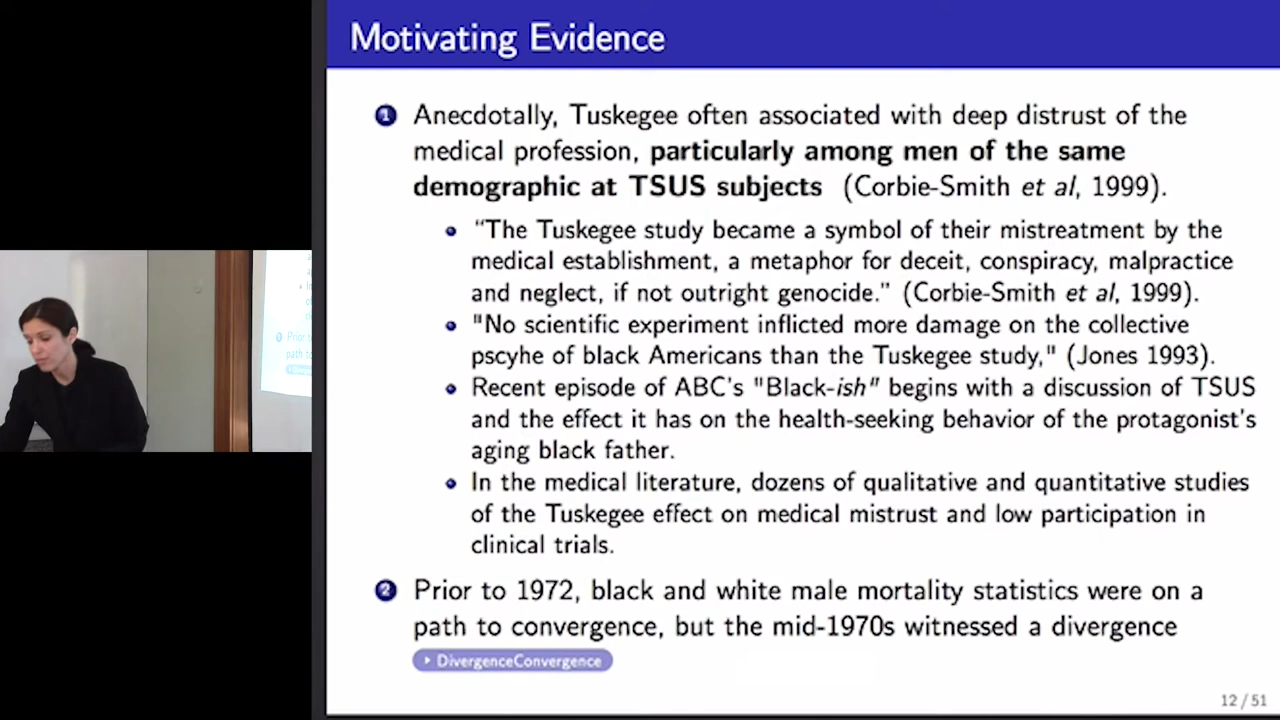 Motivating Evidence
1 Anecdotally, Tuskegee often associated with deep distrust of the
medical profession, particularly among men of the same
demographic at TSUS subjects (Corbie-Smith et al, 1999).
• "The Tuskegee study became a symbol of their mistreatment by the
medical establishment, a metaphor for deceit, conspiracy, malpractice
and neglect, if not outright genocide." (Corbie-Smith et al, 1999).
• "No scientific experiment inflicted more damage on the collective
pscyhe of black Americans than the Tuskegee study," (Jones 1993).
• Recent episode of ABC's "Black-ish" begins with a discussion of TSUS
and the effect it has on the health-seeking behavior of the protagonist's
aging black father.
• In the medical literature, dozens of qualitative and quantitative studies
of the Tuskegee effect on medical mistrust and low participation in
clinical trials.
2 Prior to 1972, black and white male mortality statistics were on a
path to convergence, but the mid-1970s witnessed a divergence
DivergenceConvergence
12 / 51